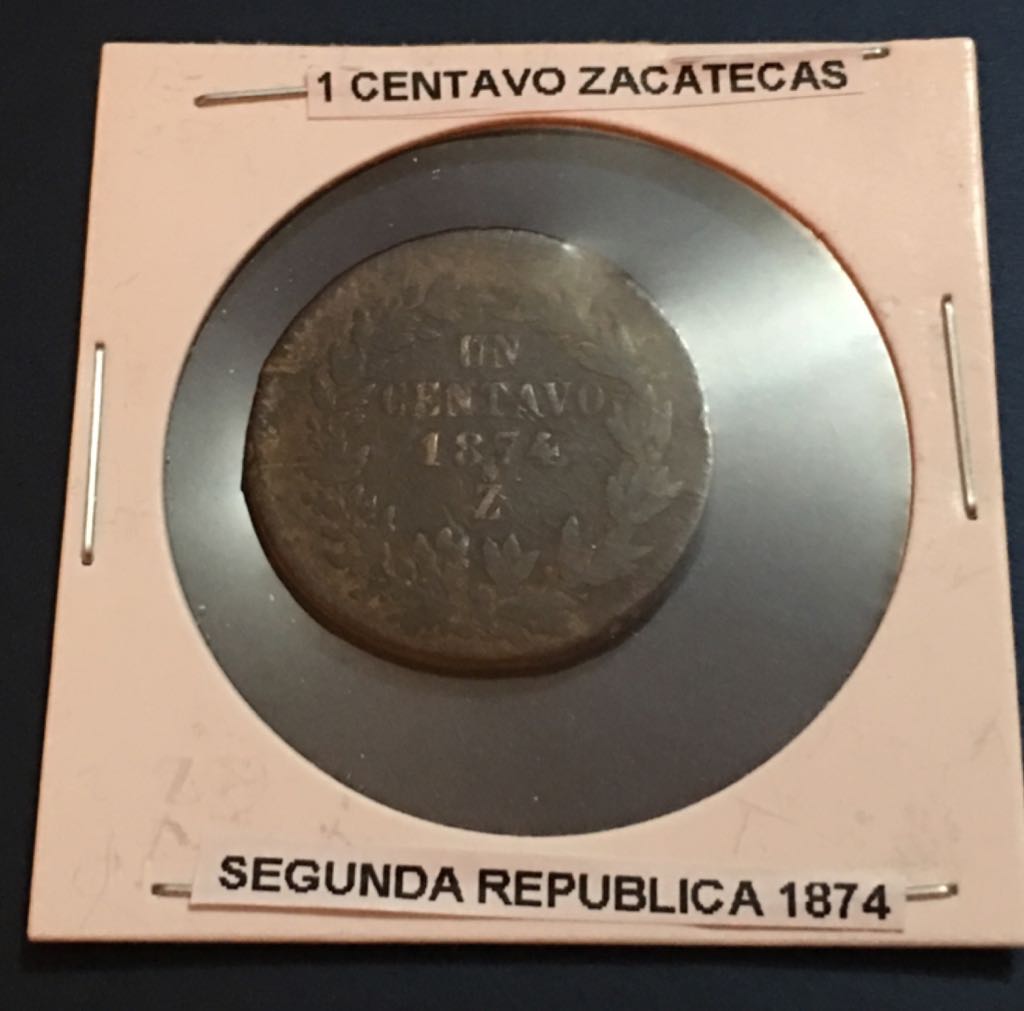 1 CENTAVO ZACATECAS
UN
CENTAVO
1874
Z
SEGUNDA REPUBLICA 1874